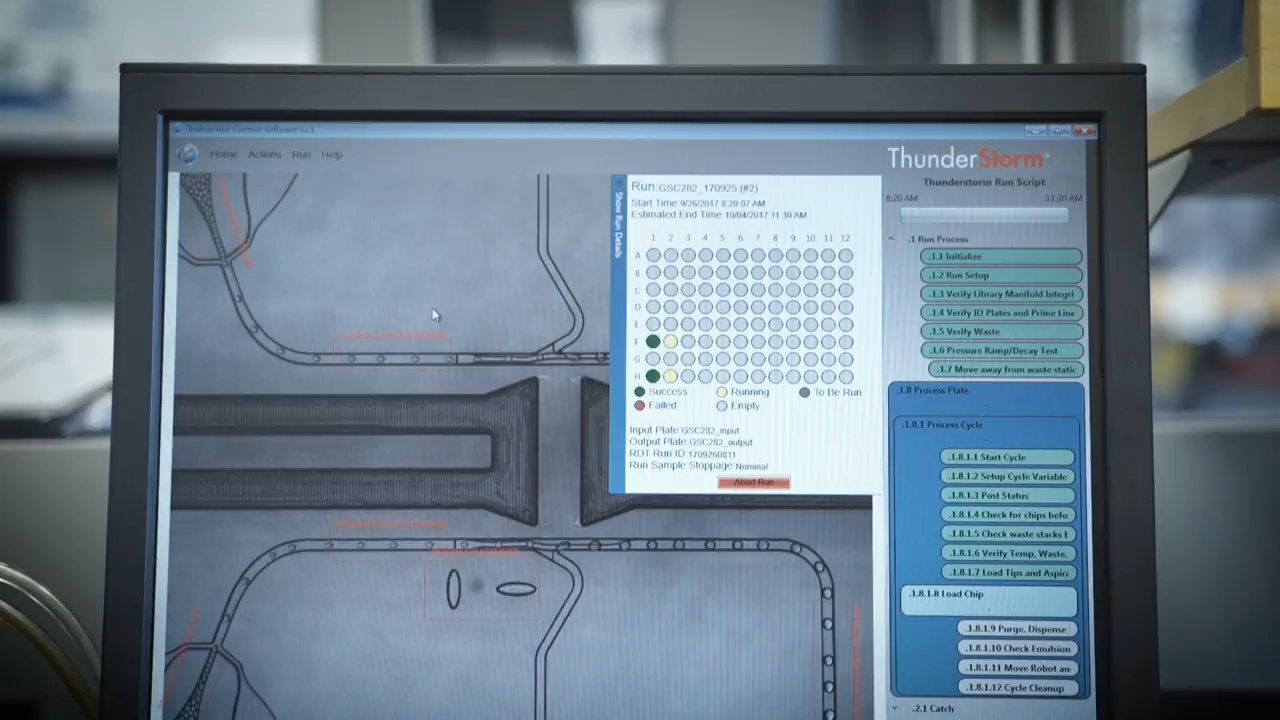 Instrument Control Software v2.4
Home Actions Run Help
ThunderStorm
Thunderstorm Run Script
8:20 AM 11:30 AM
Show Run Details
Run:GSC282_170925 (#2)
Start Time 9/26/2017 8:20:07 AM
Estimated End Time 10/04/2017 11:30 AM
1 2 3 4 5 6 7 8 9 10 11 12
A
B
C
D
E
F
G
H
Success Running To Be Run
Failed Empty
Input Plate:GSC282_input
Output Plate:GSC282_output
RDT Run ID:1709260811
Run Sample Stoppage Nominal
Abort Run
.1 Run Process
.1.1 Initialize
.1.2 Run Setup
.1.3 Verify Library Manifold Integri
.1.4 Verify IO Plates and Prime Line
.1.5 Verify Waste
.1.6 Pressure Ramp/Decay Test
.1.7 Move away from waste static
.1.8 Process Plate
.1.8.1 Process Cycle
.1.8.1.1 Start Cycle
.1.8.1.2 Setup Cycle Variable
.1.8.1.3 Post Status
.1.8.1.4 Check for chips befo
.1.8.1.5 Check waste stacks
.1.8.1.6 Verify Temp, Waste,
.1.8.1.7 Load Tips and Aspira
.1.8.1.8 Load Chip
.1.8.1.9 Purge, Dispense
.1.8.1.10 Check Emulsion
.1.8.1.11 Move Robot an
.1.8.1.12 Cycle Cleanup
.2.1 Catch